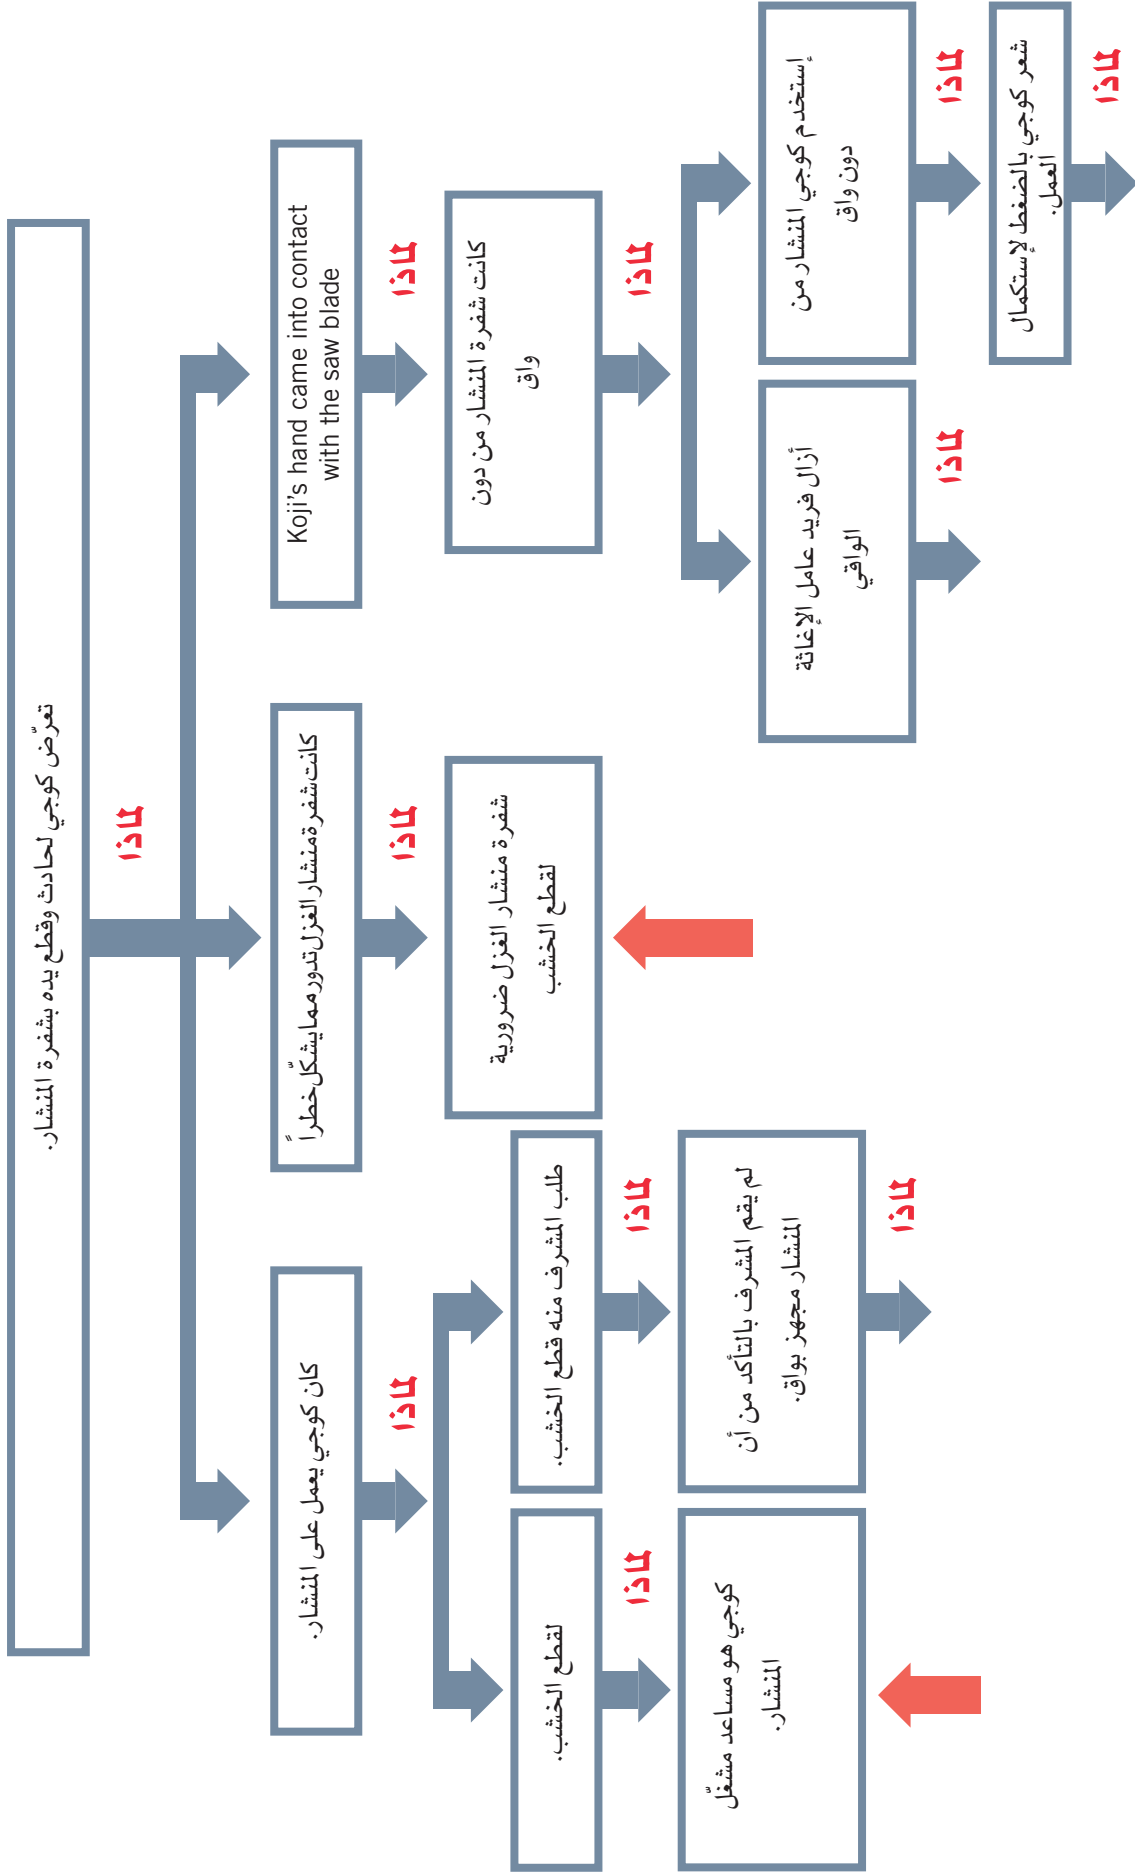 تعرّض كوجي لحادث وقطع يده بشفرة المنشار.
لماذا
Koji's hand came into contact
with the saw blade
كانت شفرة منشار الغزل تدور مما يشكّل خطراً
كان كوجي يعمل على المنشار.
لماذا
لماذا
لماذا
كانت شفرة المنشار من دون
واق
شفرة منشار الغزل ضرورية
لقطع الخشب
طلب المشرف منه قطع الخشب.
لقطع الخشب.
لماذا
لماذا
لماذا
لم يقم المشرف بالتأكد من أن
المنشار مجهز بواق.
كوجي هو مساعد مشغّل
المنشار.
إستخدم كوجي المنشار من
دون واق
أزال فريد عامل الإغاثة
الواقي
لماذا
لماذا
لماذا
شعر كوجي بالضغط لإستكمال
العمل.
لماذا